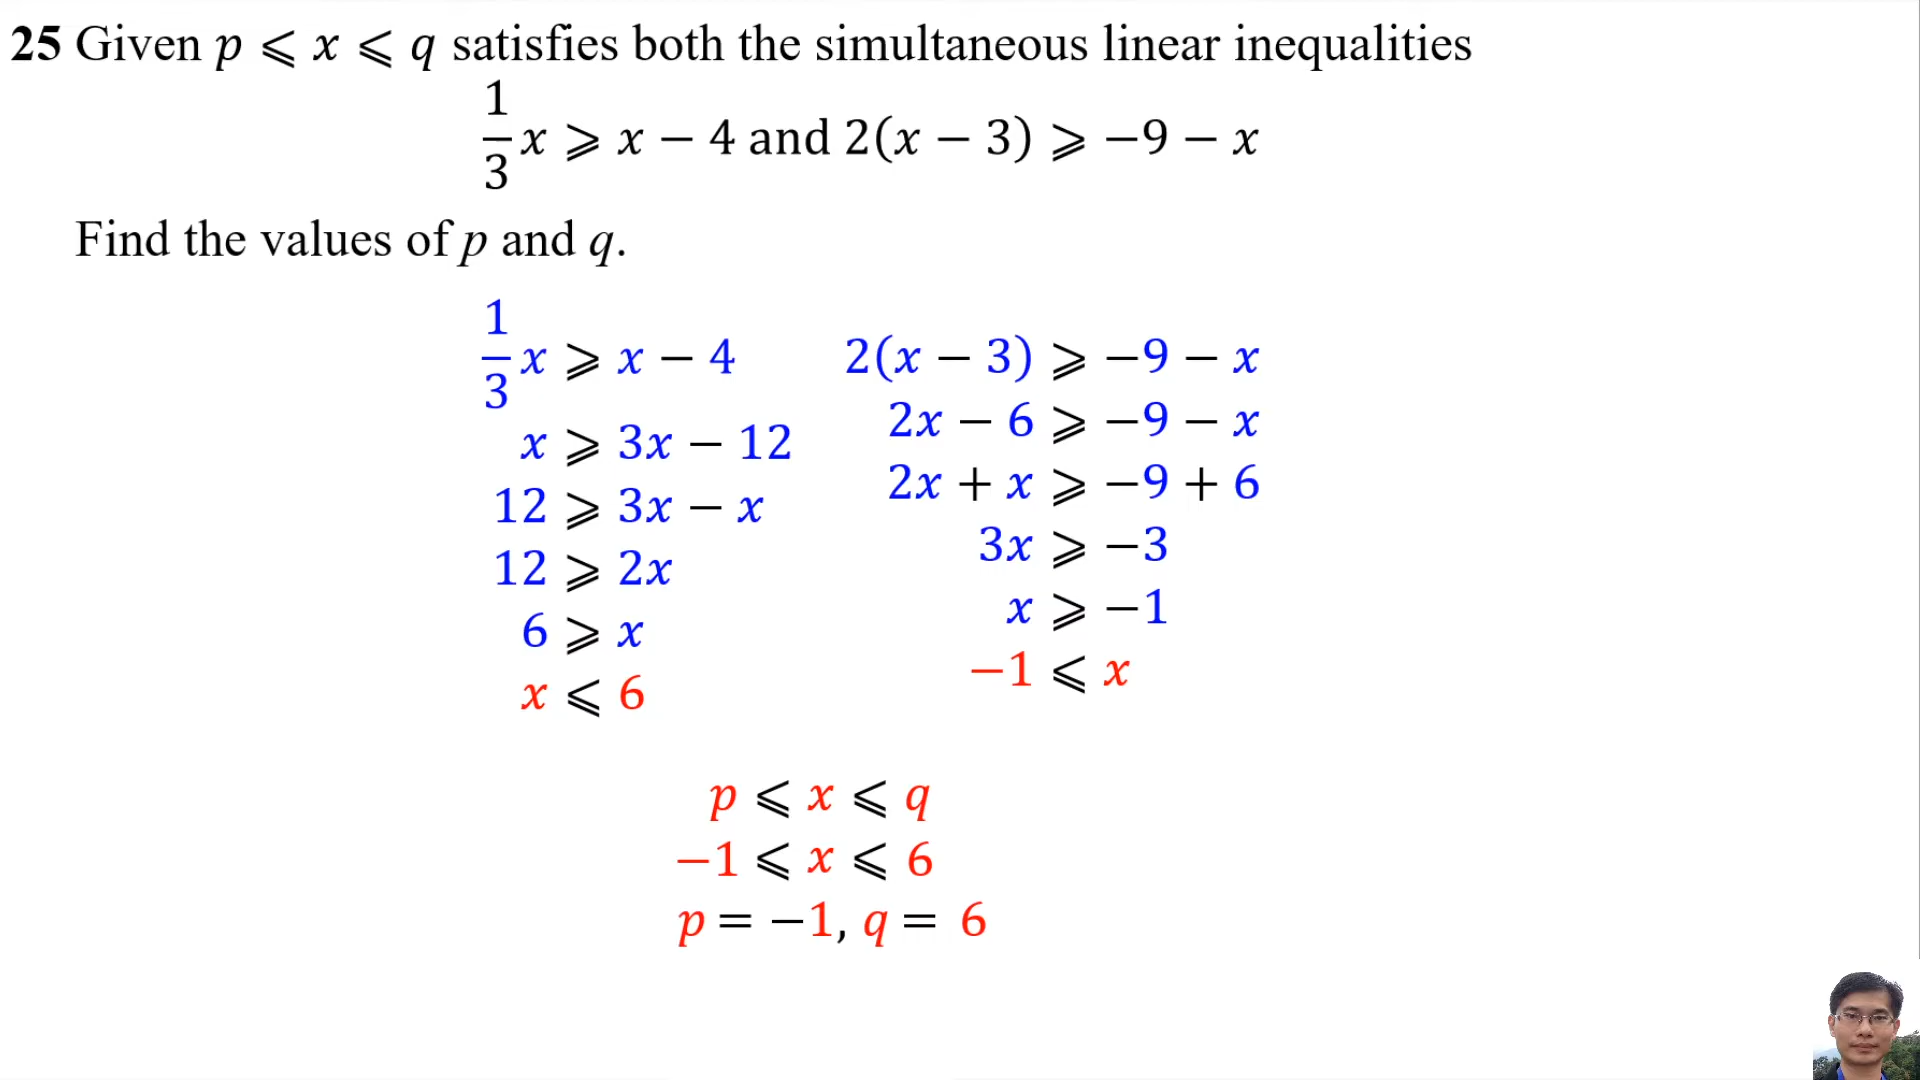 25 Given p ⩽ x ⩽ q satisfies both the simultaneous linear inequalities
1/3 x ⩾ x − 4 and 2(x − 3) ⩾ −9 − x
Find the values of p and q.
1/3 x ⩾ x − 4
x ⩾ 3x − 12
12 ⩾ 3x − x
12 ⩾ 2x
6 ⩾ x
x ⩽ 6
2(x − 3) ⩾ −9 − x
2x − 6 ⩾ −9 − x
2x + x ⩾ −9 + 6
3x ⩾ −3
x ⩾ −1
−1 ⩽ x
p ⩽ x ⩽ q
−1 ⩽ x ⩽ 6
p = −1, q = 6